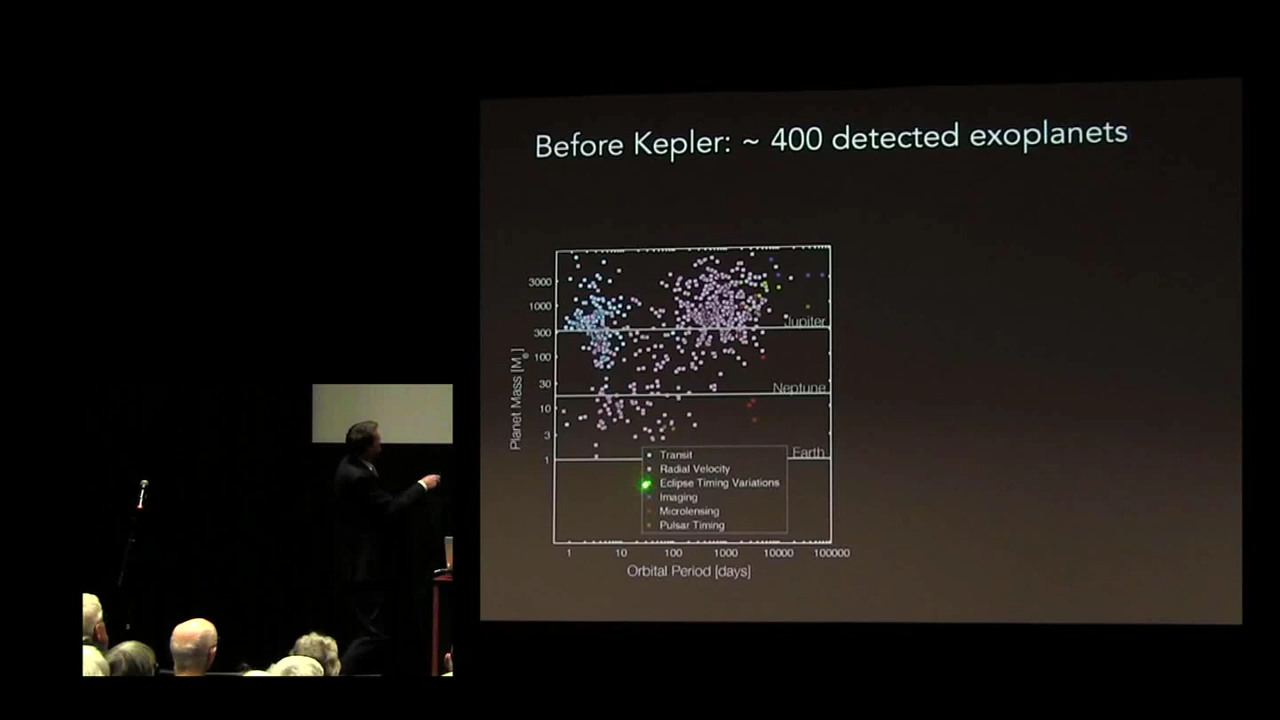 Before Kepler: ~ 400 detected exoplanets
3000
1000
300
100
30
10
3
1
Planet Mass [M⊕]
Jupiter
Neptune
Earth
Transit
Radial Velocity
Eclipse Timing Variations
Imaging
Microlensing
Pulsar Timing
1 10 100 1000 10000 100000
Orbital Period [days]